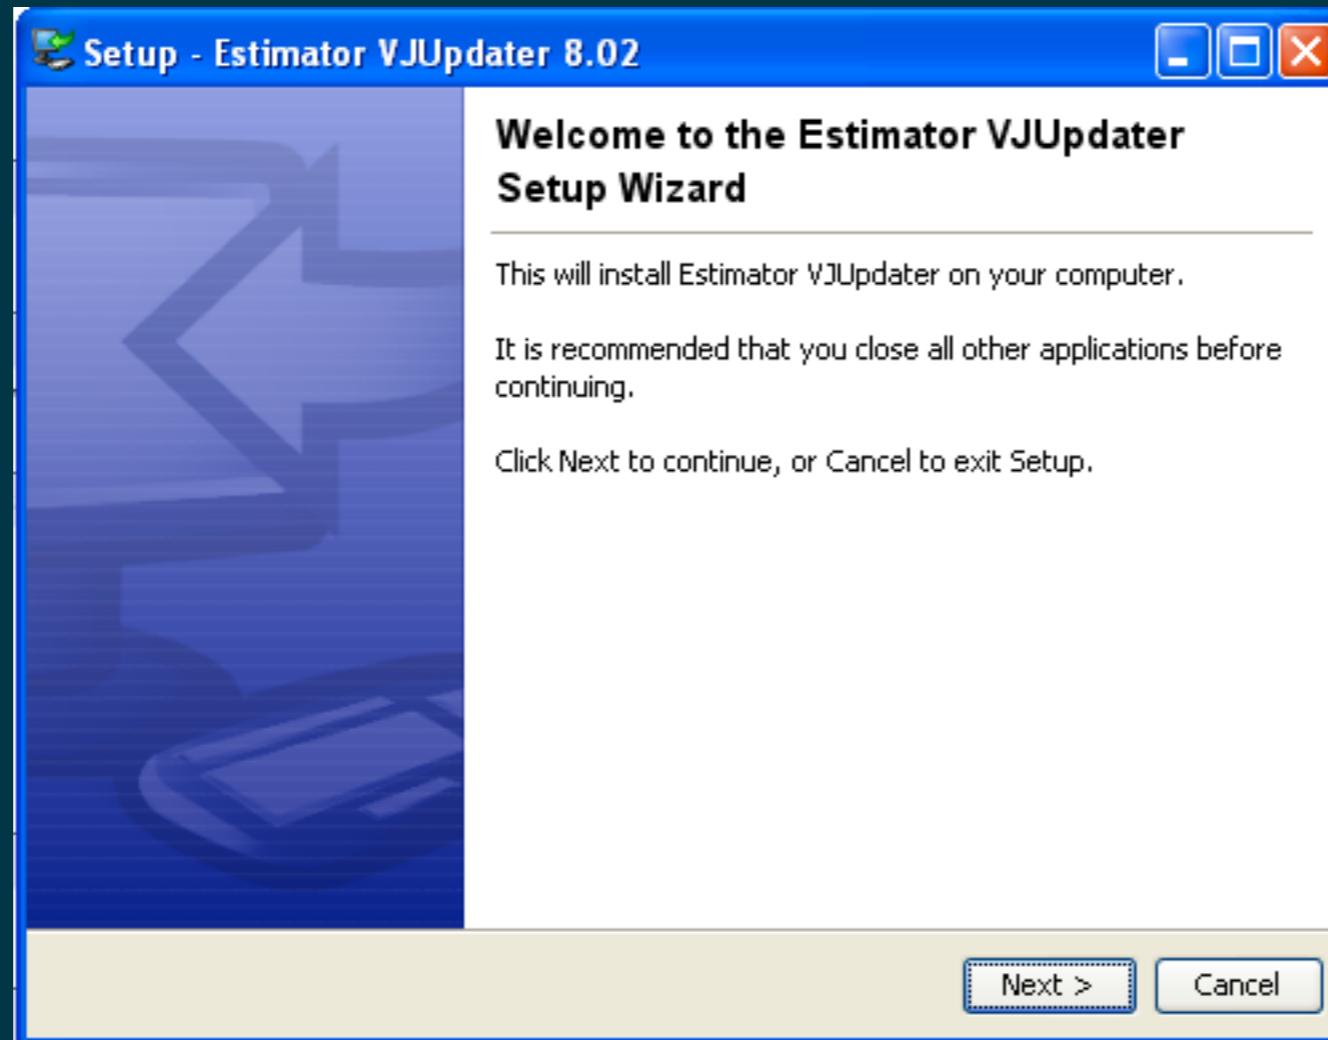 Setup - Estimator VJUpdater 8.02
Welcome to the Estimator VJUpdater
Setup Wizard
This will install Estimator VJUpdater on your computer.
It is recommended that you close all other applications before
continuing.
Click Next to continue, or Cancel to exit Setup.
Next >
Cancel